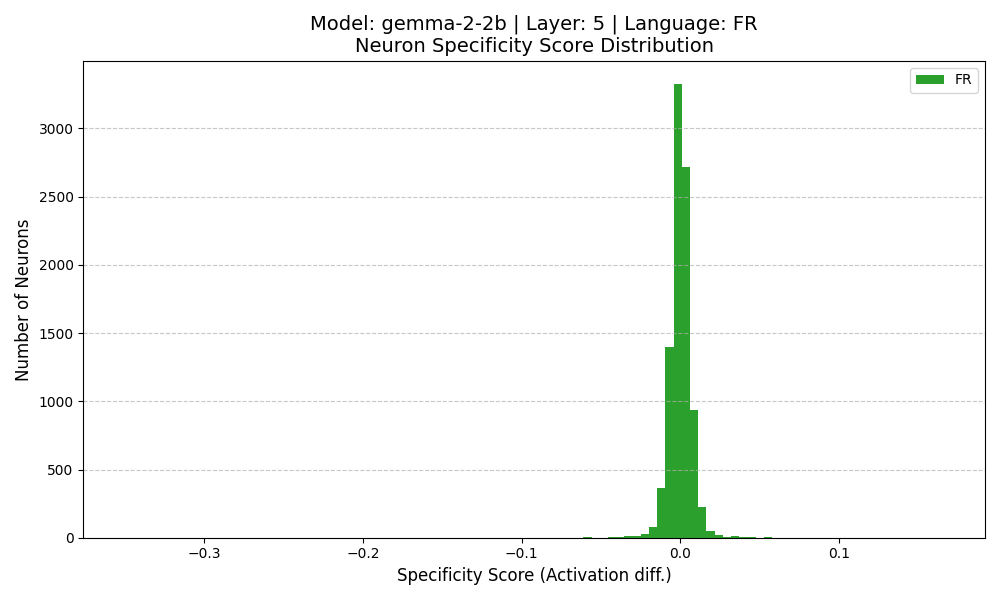 Model: gemma-2-2b | Layer: 5 | Language: FR
Neuron Specificity Score Distribution
FR
Number of Neurons
3000
2500
2000
1500
1000
500
0
−0.3
−0.2
−0.1
0.0
0.1
Specificity Score (Activation diff.)